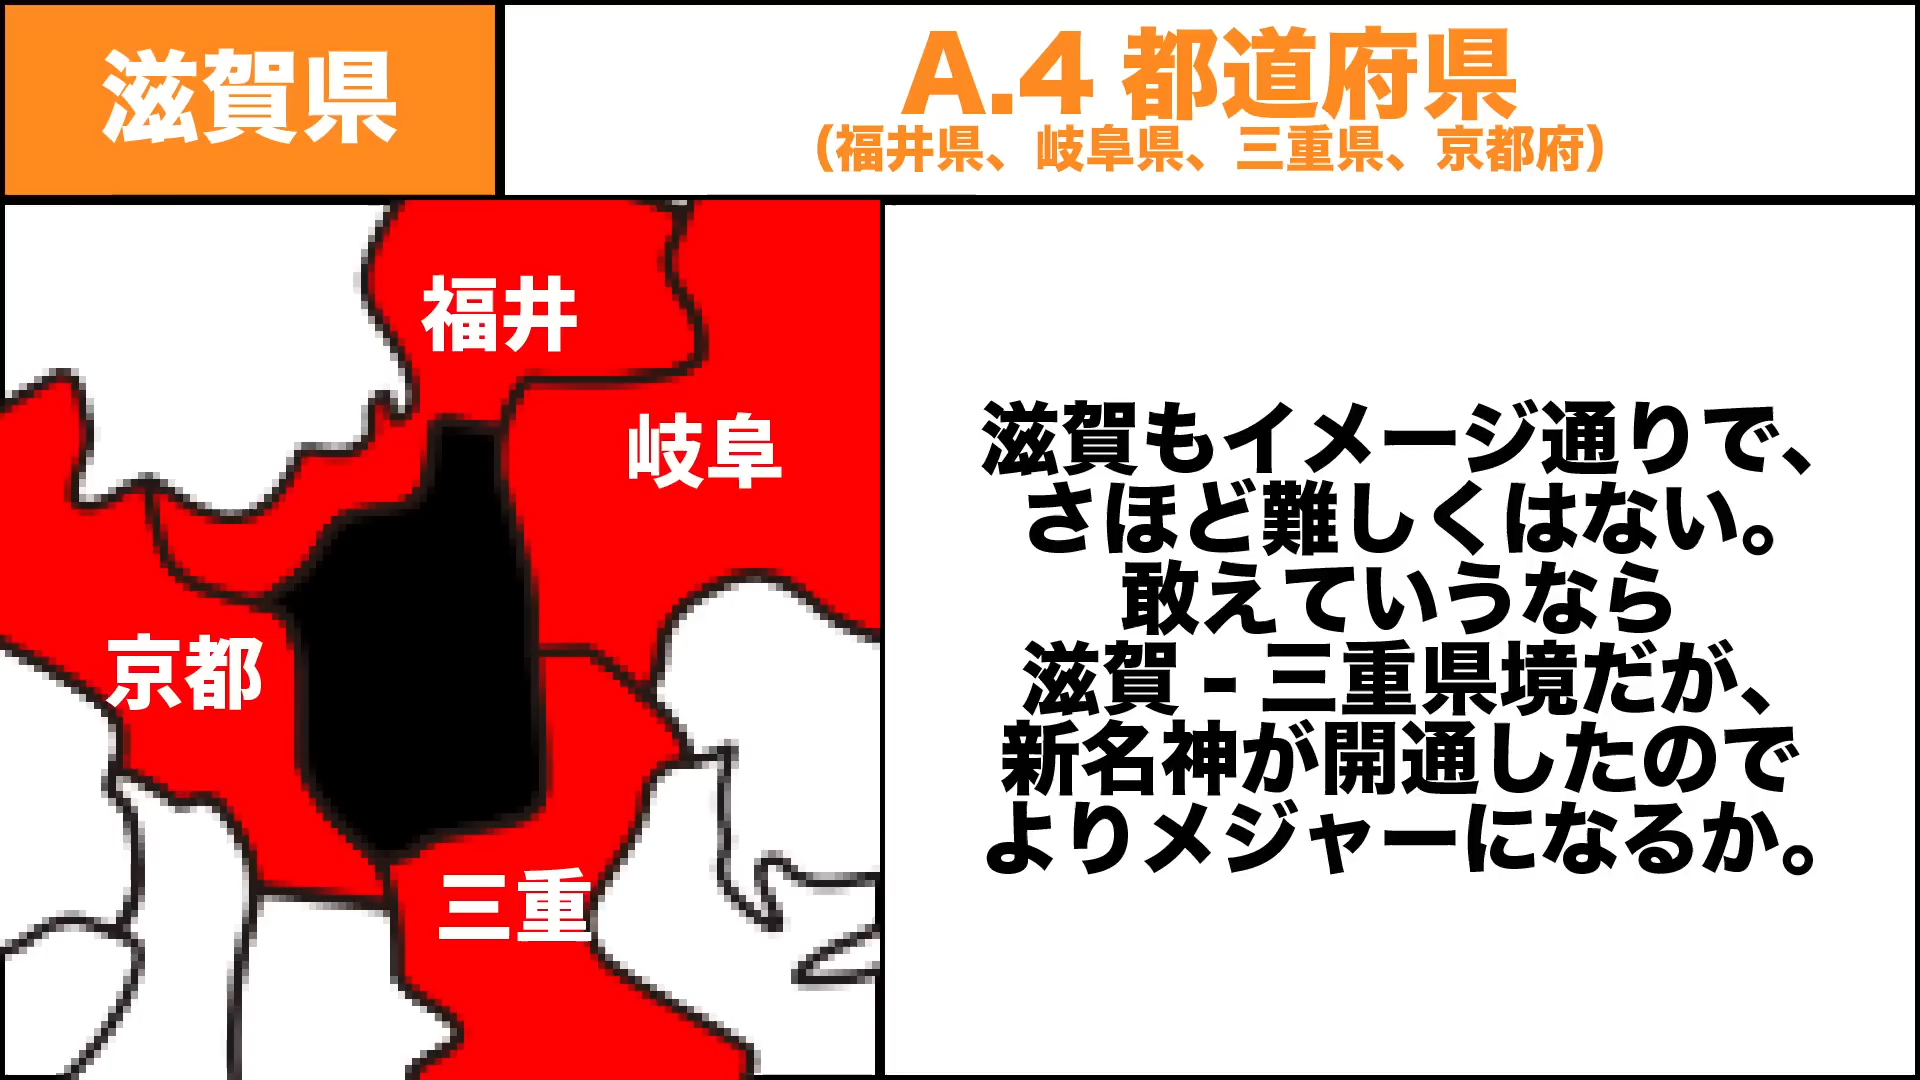 滋賀県
A.4 都道府県
（福井県、岐阜県、三重県、京都府）
福井
岐阜
京都
三重
滋賀もイメージ通りで、
さほど難しくはない。
敢えていうなら
滋賀 - 三重県境だが、
新名神が開通したので
よりメジャーになるか。